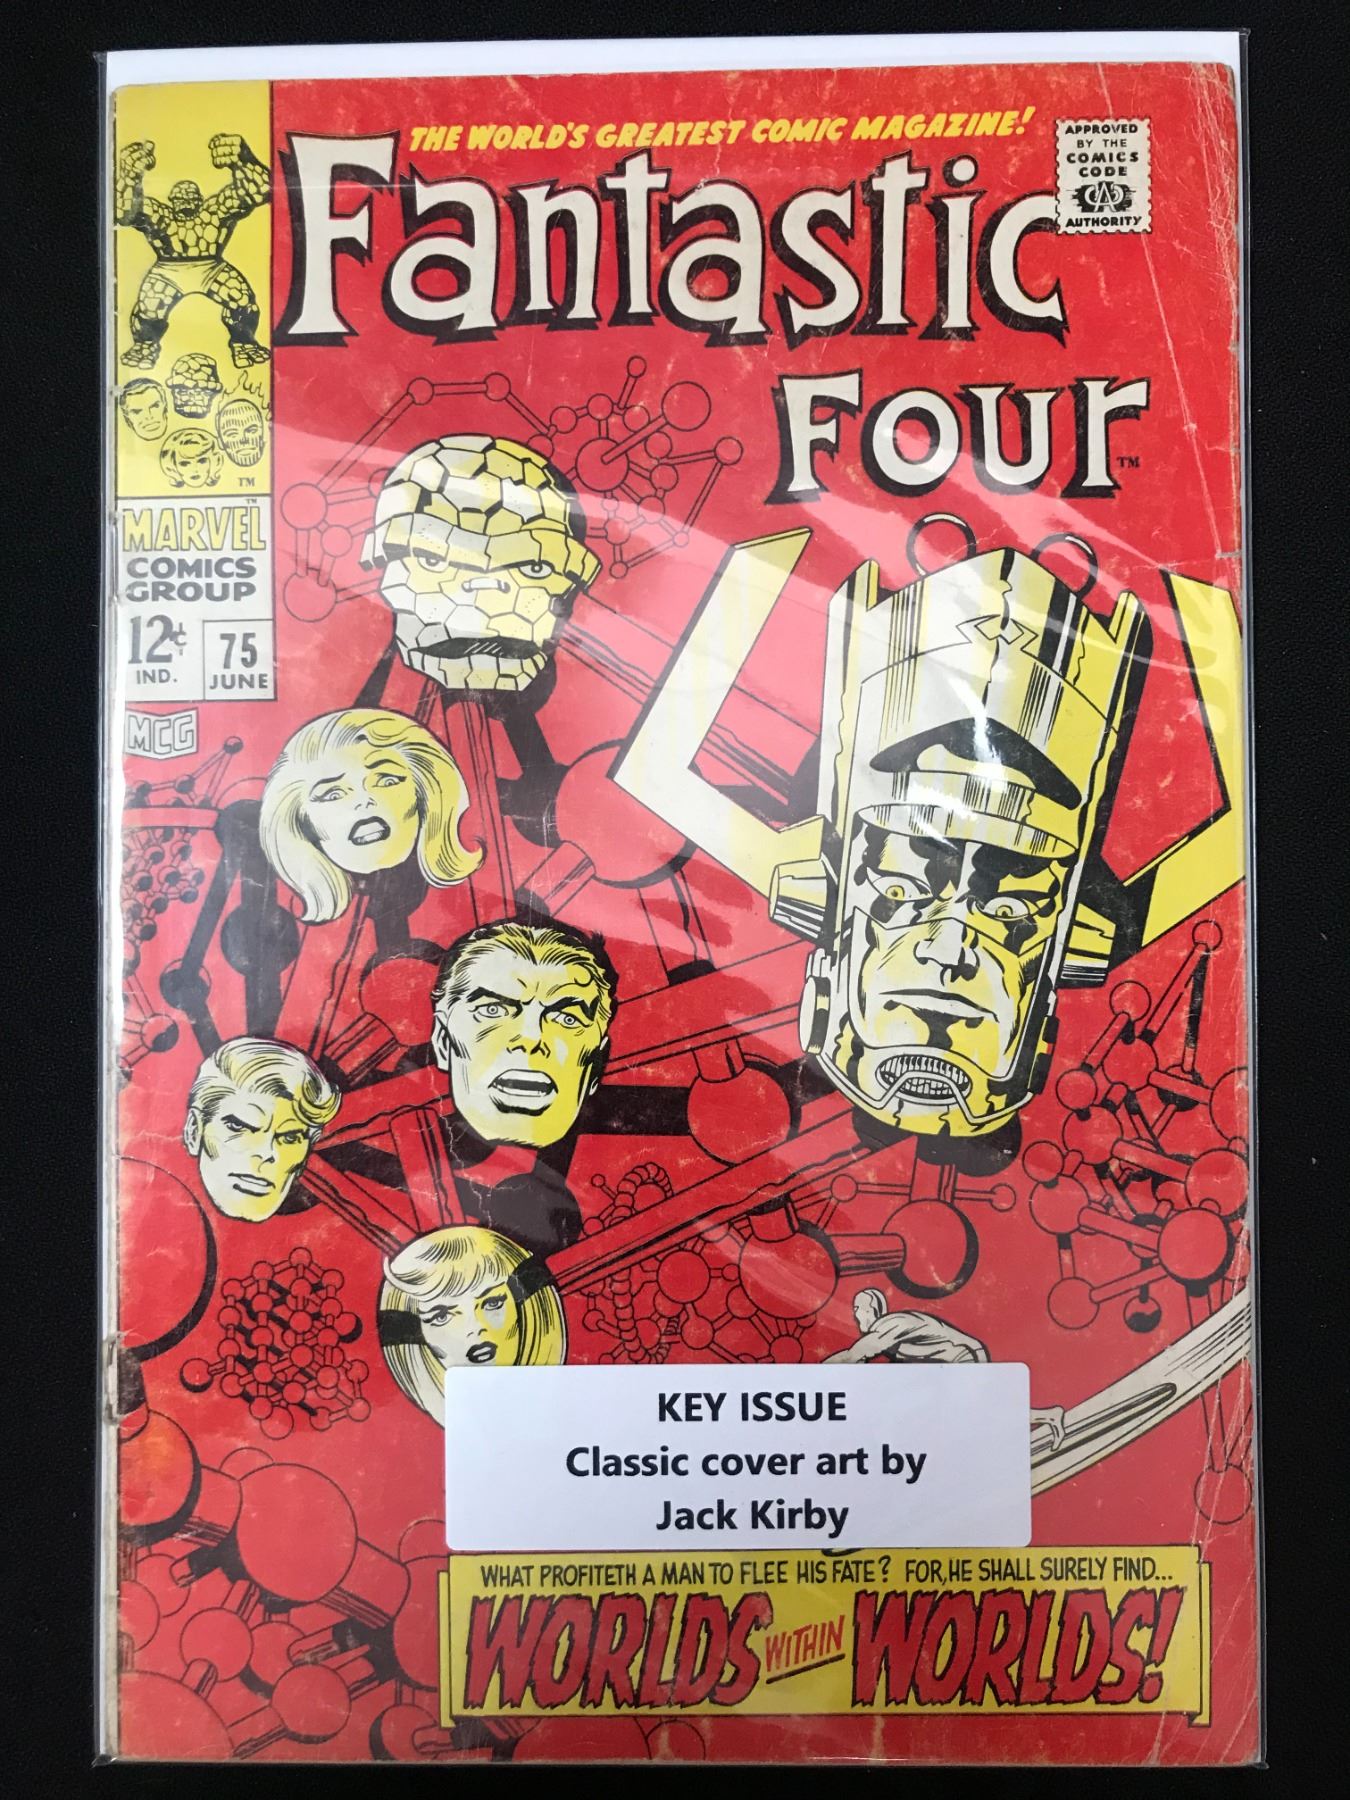 THE WORLD'S GREATEST COMIC MAGAZINE!
Fantastic
Four
TM
APPROVED
BY THE
COMICS
CODE
CA
AUTHORITY
TM
TM
MARVEL
COMICS
GROUP
12¢
IND.
75
JUNE
MCG
KEY ISSUE
Classic cover art by
Jack Kirby
WHAT PROFITETH A MAN TO FLEE HIS FATE? FOR, HE SHALL SURELY FIND...
WORLDS WITHIN WORLDS!